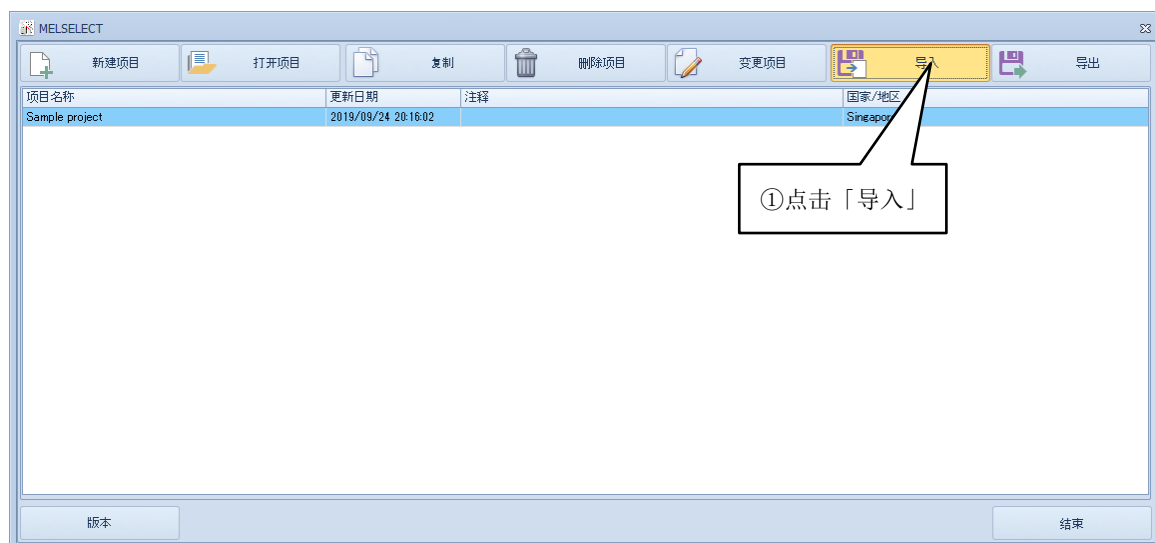 MELSELECT
新建项目 打开项目 复制 删除项目 变更项目 导入 导出
项目名称 更新日期 注释 国家/地区
Sample project 2019/09/24 20:16:02
①点击「导入」
版本 结束